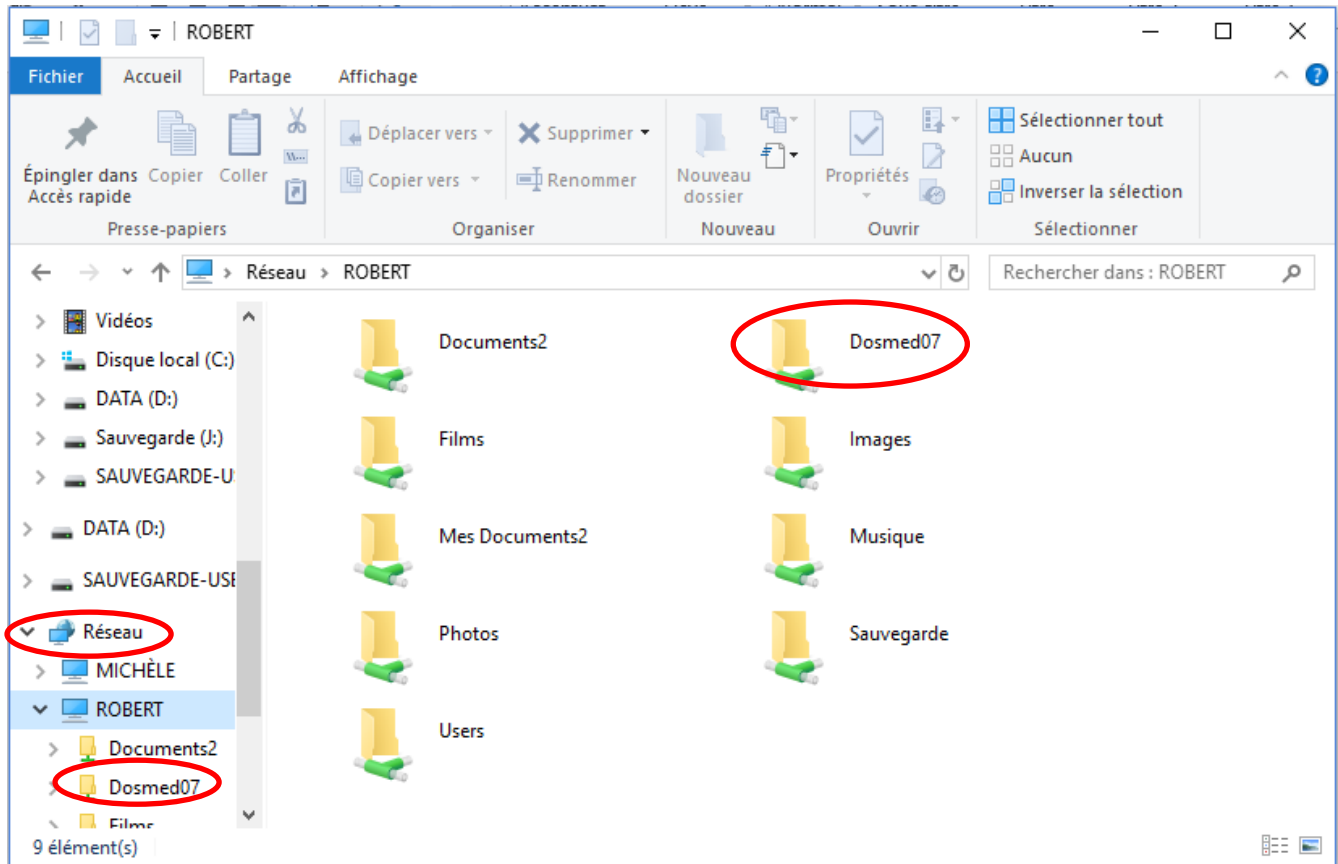 ROBERT
Fichier Accueil Partage Affichage
Épingler dans Accès rapide
Copier
Coller
Déplacer vers
Copier vers
Supprimer
Renommer
Nouveau dossier
Propriétés
Sélectionner tout
Aucun
Inverser la sélection
Presse-papiers Organiser Nouveau Ouvrir Sélectionner
Réseau > ROBERT
Rechercher dans : ROBERT
Vidéos
Disque local (C:)
DATA (D:)
Sauvegarde (J:)
SAUVEGARDE-U
DATA (D:)
SAUVEGARDE-USE
Réseau
MICHÈLE
ROBERT
Documents2
Dosmed07
Films
Documents2
Dosmed07
Films
Images
Mes Documents2
Musique
Photos
Sauvegarde
Users
9 élément(s)